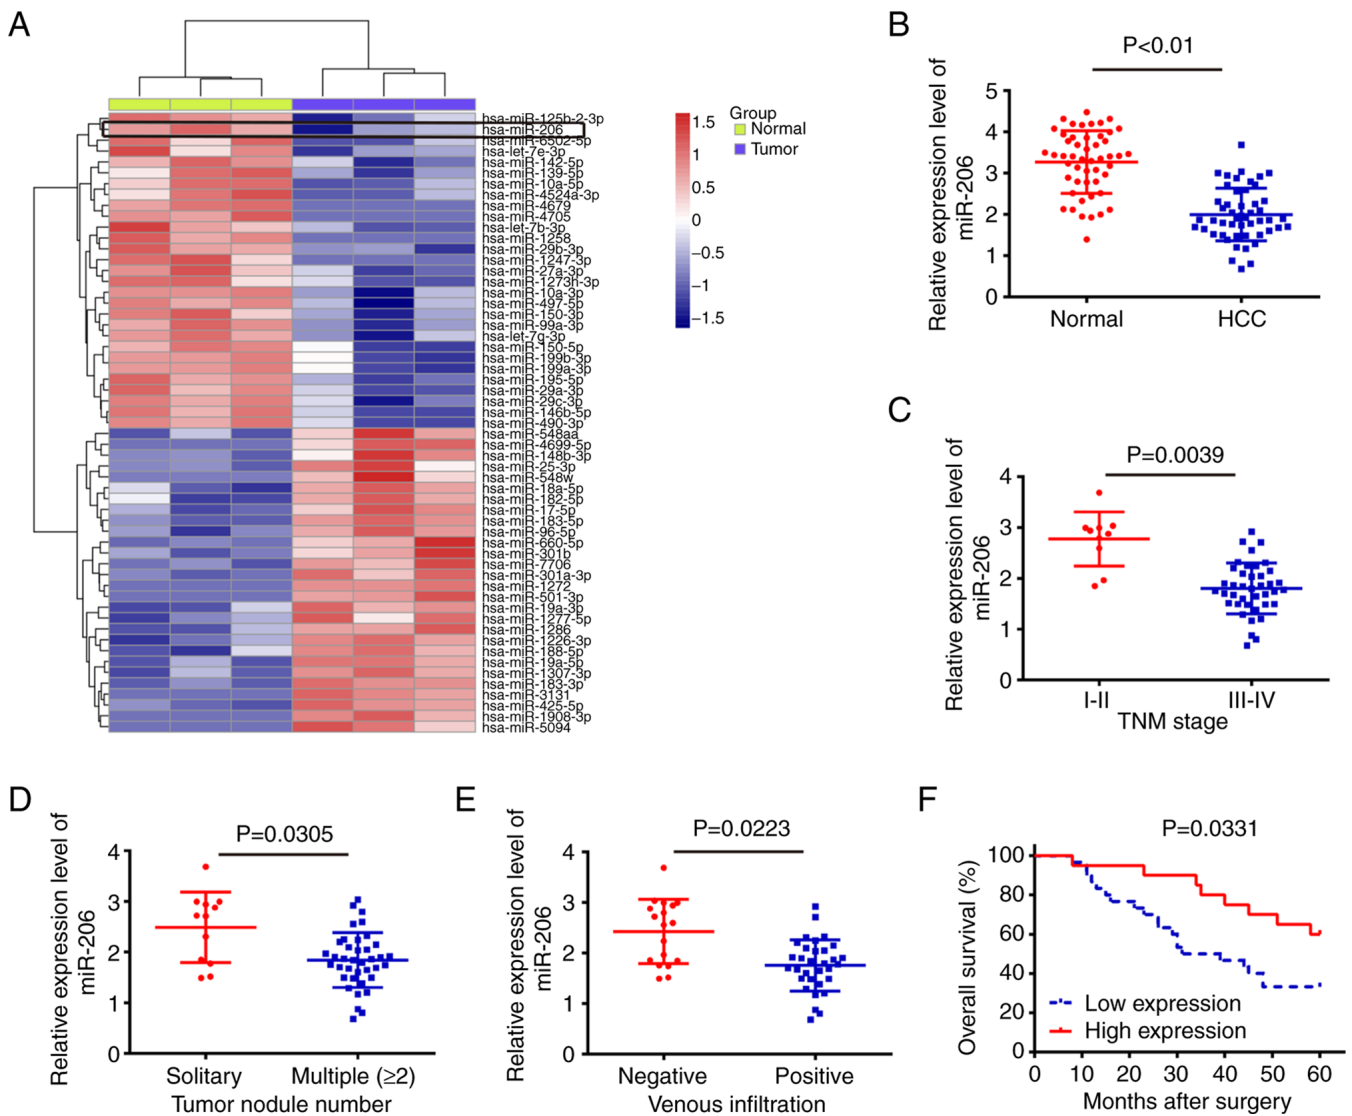 A
hsa-miR-125b-2-3p
hsa-miR-206
hsa-miR-6502-5p
hsa-let-7e-3p
hsa-miR-142-5p
hsa-miR-139-5p
hsa-miR-10a-5p
hsa-miR-4524a-3p
hsa-miR-4679
hsa-miR-4705
hsa-let-7b-3p
hsa-miR-1258
hsa-miR-29b-3p
hsa-miR-1247-3p
hsa-miR-27a-3p
hsa-miR-1273h-3p
hsa-miR-10a-3p
hsa-miR-497-5p
hsa-miR-150-3p
hsa-miR-99a-3p
hsa-let-7g-3p
hsa-miR-150-5p
hsa-miR-199b-3p
hsa-miR-199a-3p
hsa-miR-195-5p
hsa-miR-29a-3p
hsa-miR-29c-3p
hsa-miR-146b-5p
hsa-miR-490-3p
hsa-miR-548aa
hsa-miR-4699-5p
hsa-miR-148b-3p
hsa-miR-25-3p
hsa-miR-548w
hsa-miR-18a-5p
hsa-miR-182-5p
hsa-miR-17-5p
hsa-miR-183-5p
hsa-miR-96-5p
hsa-miR-660-5p
hsa-miR-301b
hsa-miR-7706
hsa-miR-301a-3p
hsa-miR-1272
hsa-miR-501-3p
hsa-miR-19a-3p
hsa-miR-1277-5p
hsa-miR-1286
hsa-miR-1226-3p
hsa-miR-188-5p
hsa-miR-19a-5p
hsa-miR-1307-3p
hsa-miR-183-3p
hsa-miR-3131
hsa-miR-425-5p
hsa-miR-1908-3p
hsa-miR-5094
1.5
1
0.5
0
−0.5
−1
−1.5
Group
Normal
Tumor
B
P<0.01
Relative expression level of
miR-206
5
4
3
2
1
0
Normal HCC
C
P=0.0039
Relative expression level of
miR-206
4
3
2
1
0
I-II III-IV
TNM stage
D
P=0.0305
Relative expression level of
miR-206
4
3
2
1
0
Solitary Multiple (≥2)
Tumor nodule number
E
P=0.0223
Relative expression level of
miR-206
4
3
2
1
0
Negative Positive
Venous infiltration
F
P=0.0331
Overall survival (%)
100
80
60
40
20
0
Low expression
High expression
0 10 20 30 40 50 60
Months after surgery